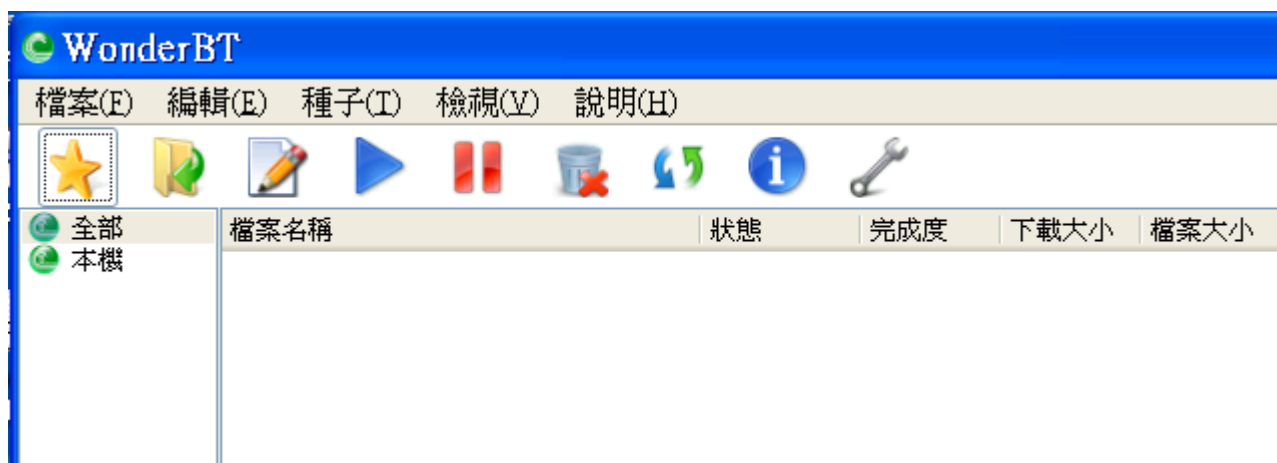 WonderBT
檔案(F) 編輯(E) 種子(T) 檢視(V) 說明(H)
全部 檔案名稱 狀態 完成度 下載大小 檔案大小
本機